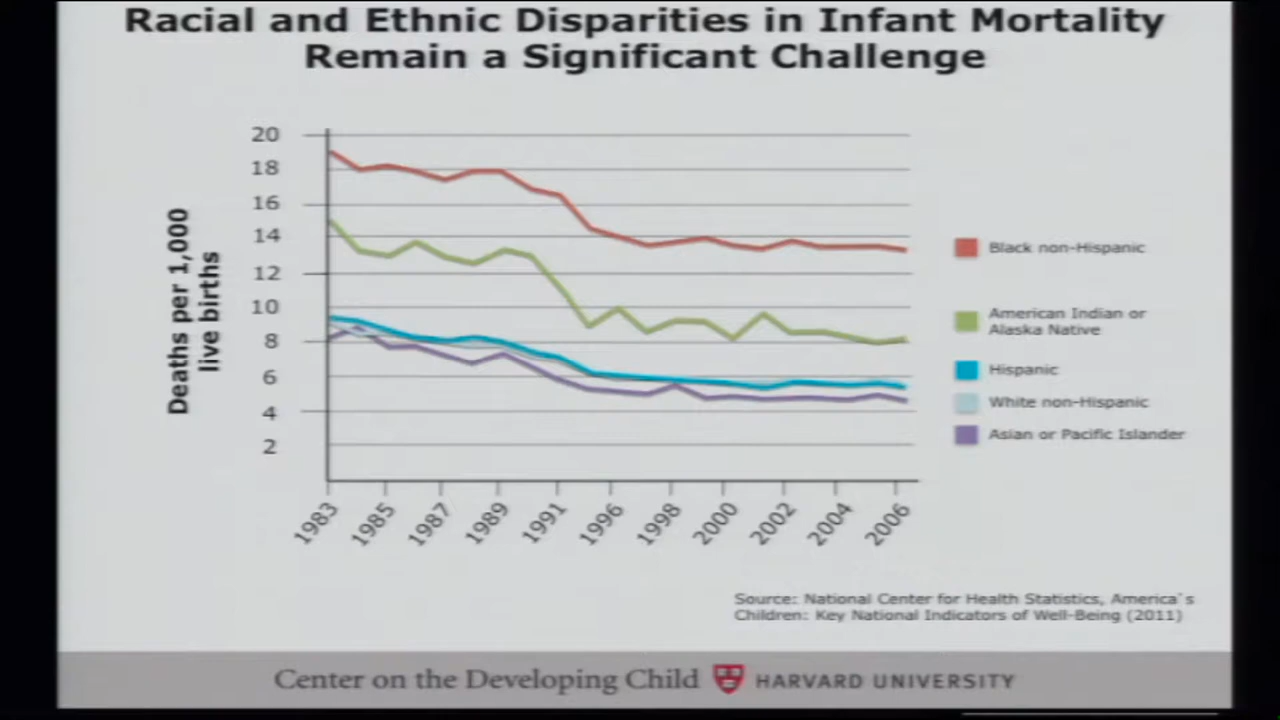 Racial and Ethnic Disparities in Infant Mortality
Remain a Significant Challenge
Deaths per 1,000
live births
20
18
16
14
12
10
8
6
4
2
1983
1985
1987
1989
1991
1996
1998
2000
2002
2004
2006
Black non-Hispanic
American Indian or
Alaska Native
Hispanic
White non-Hispanic
Asian or Pacific Islander
Source: National Center for Health Statistics, America's
Children: Key National Indicators of Well-Being (2011)
Center on the Developing Child HARVARD UNIVERSITY